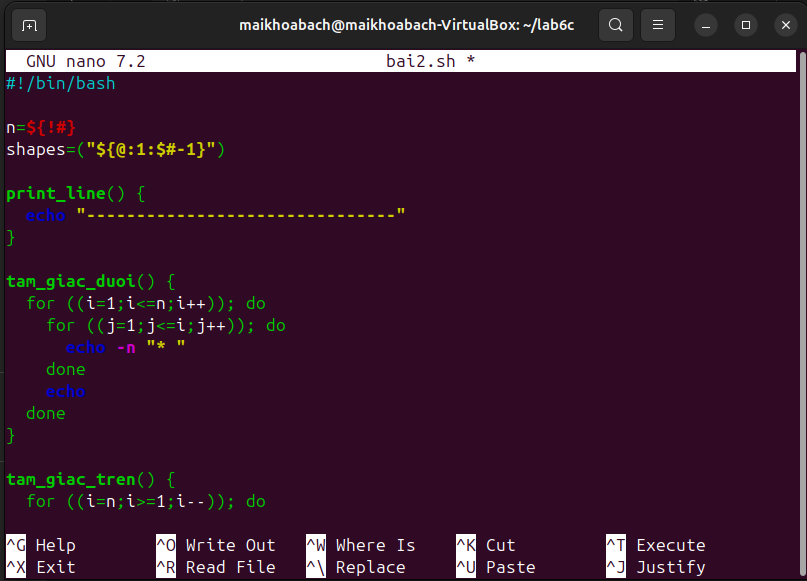 maikhoabach@maikhoabach-VirtualBox: ~/lab6c
GNU nano 7.2 bai2.sh *
#!/bin/bash
n=${!#}
shapes=("${@:1:$#-1}")
print_line() {
  echo "-------------------------------"
}
tam_giac_duoi() {
  for ((i=1;i<=n;i++)); do
    for ((j=1;j<=i;j++)); do
      echo -n "* "
    done
    echo
  done
}
tam_giac_tren() {
  for ((i=n;i>=1;i--)); do
^G Help ^O Write Out ^W Where Is ^K Cut ^T Execute
^X Exit ^R Read File ^\ Replace ^U Paste ^J Justify